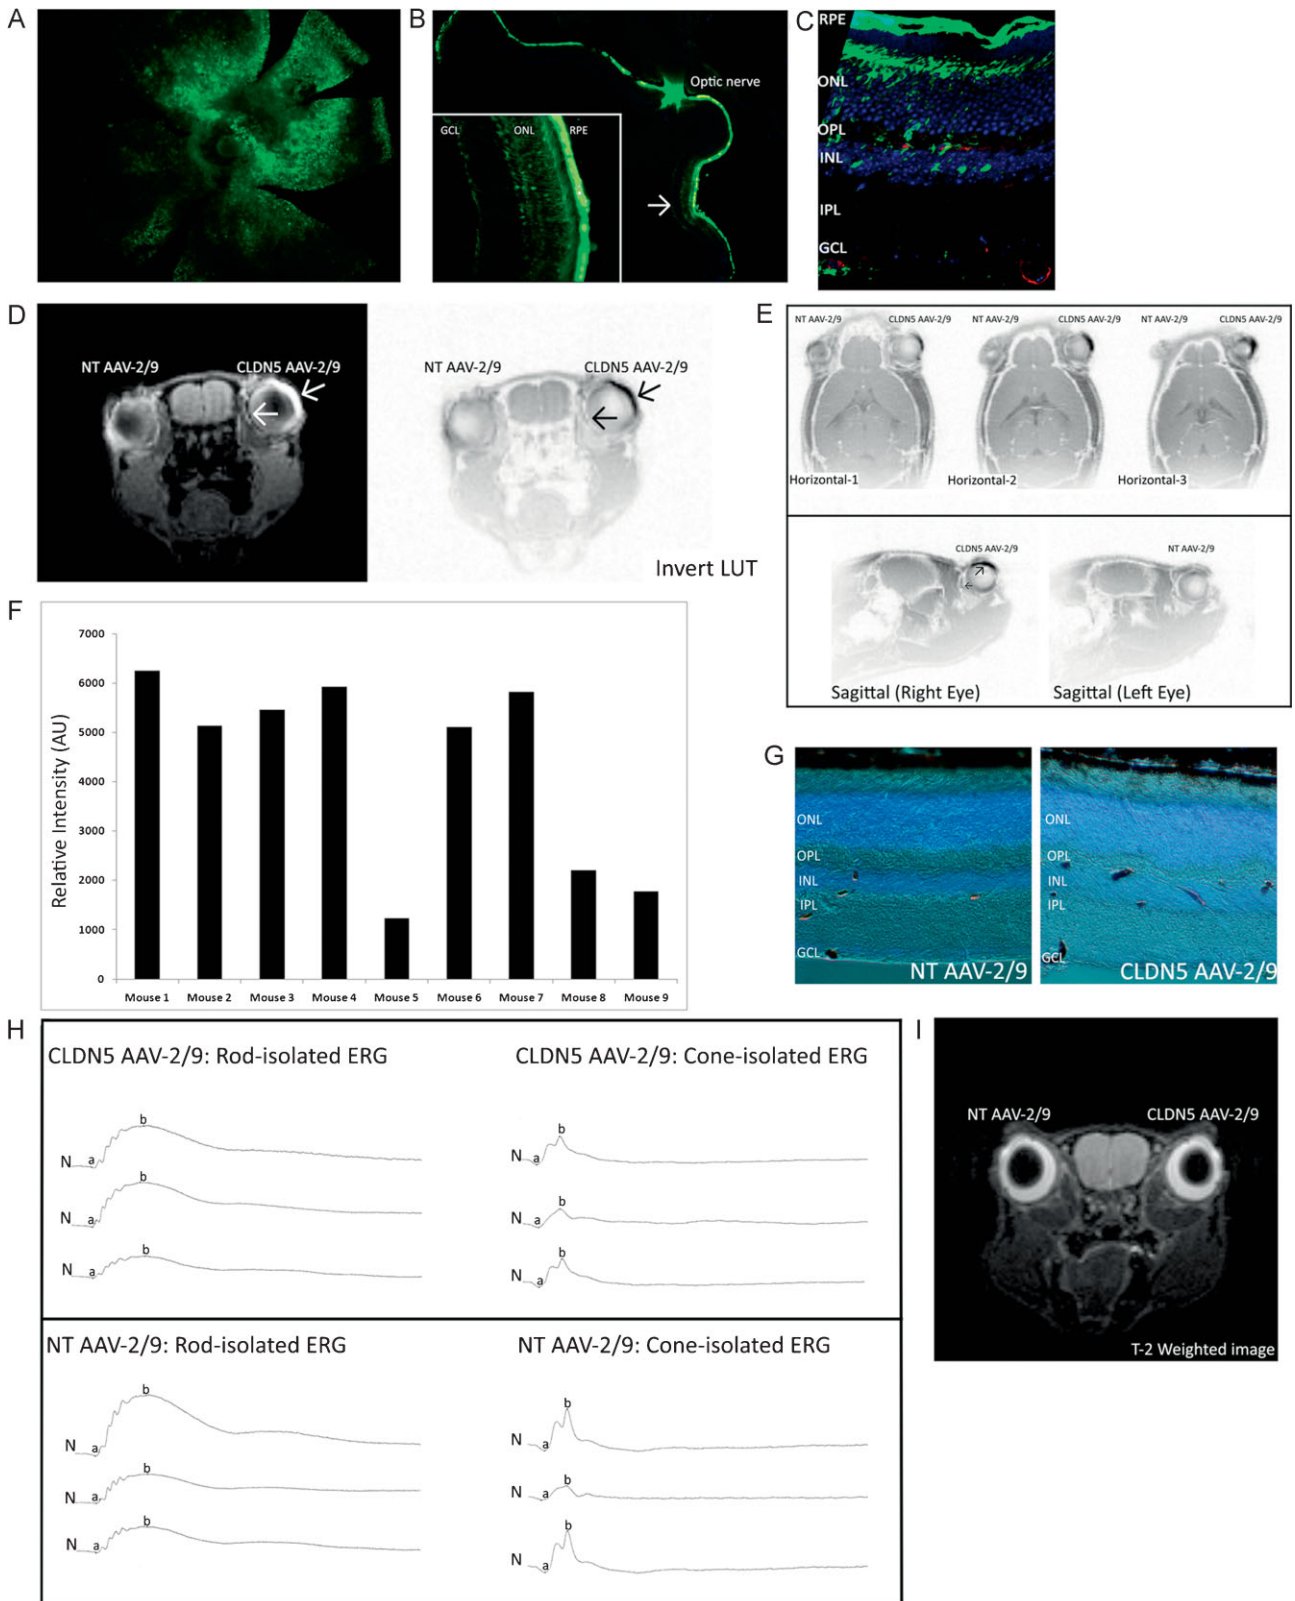 A
B
C
Optic nerve
GCL
ONL
RPE
RPE
ONL
OPL
INL
IPL
GCL
D
NT AAV-2/9
CLDN5 AAV-2/9
NT AAV-2/9
CLDN5 AAV-2/9
Invert LUT
E
NT AAV-2/9
CLDN5 AAV-2/9
NT AAV-2/9
CLDN5 AAV-2/9
NT AAV-2/9
CLDN5 AAV-2/9
Horizontal-1
Horizontal-2
Horizontal-3
CLDN5 AAV-2/9
NT AAV-2/9
Sagittal (Right Eye)
Sagittal (Left Eye)
F
Relative Intensity (AU)
7000
6000
5000
4000
3000
2000
1000
0
Mouse 1
Mouse 2
Mouse 3
Mouse 4
Mouse 5
Mouse 6
Mouse 7
Mouse 8
Mouse 9
G
ONL
OPL
INL
IPL
GCL
NT AAV-2/9
ONL
OPL
INL
IPL
GCL
CLDN5 AAV-2/9
H
CLDN5 AAV-2/9: Rod-isolated ERG
N
a
b
N
a
b
N
a
b
CLDN5 AAV-2/9: Cone-isolated ERG
N
a
b
N
a
b
N
a
b
NT AAV-2/9: Rod-isolated ERG
N
a
b
N
a
b
N
a
b
NT AAV-2/9: Cone-isolated ERG
N
a
b
N
a
b
N
a
b
I
NT AAV-2/9
CLDN5 AAV-2/9
T-2 Weighted image